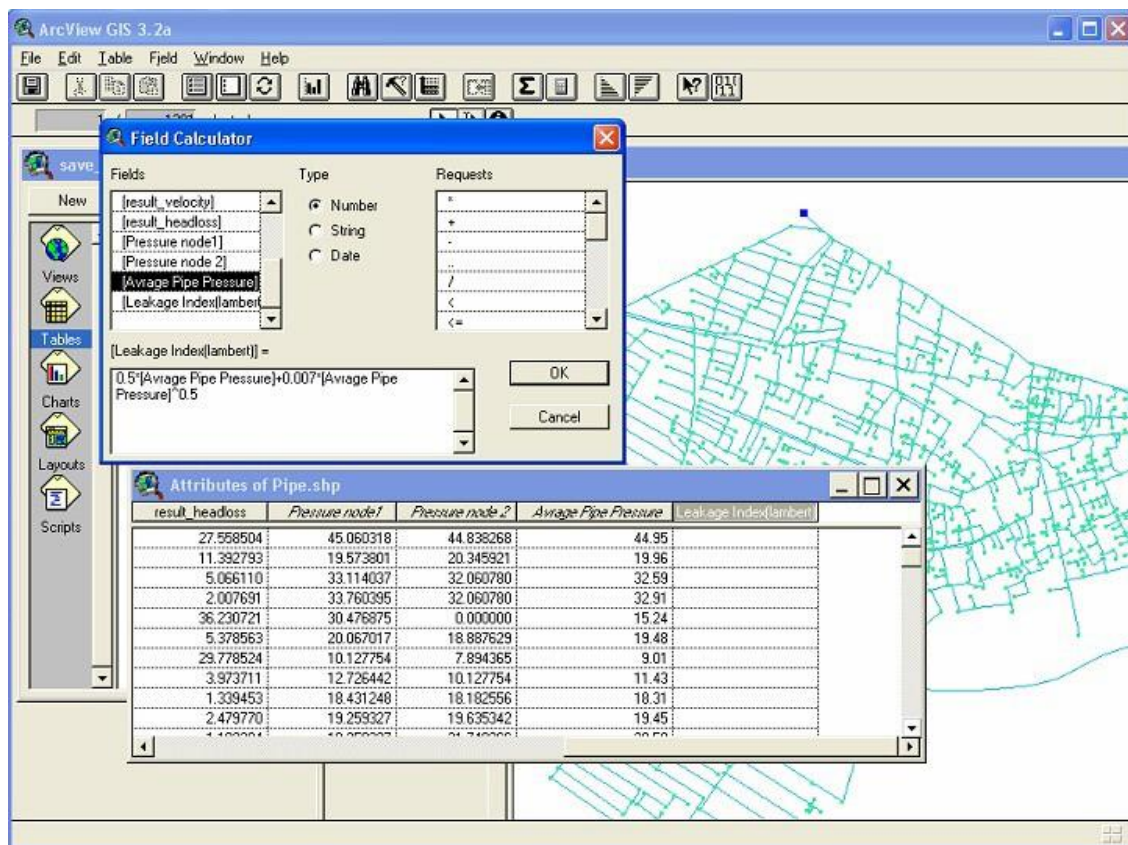 ArcView GIS 3.2a
File Edit Table Field Window Help
Field Calculator
save_
New
Views
Tables
Charts
Layouts
Scripts
Fields
[result_velocity]
[result_headloss]
[Pressure node1]
[Pressure node 2]
[Avrage Pipe Pressure]
[Leakage Index(lambert
Type
Number
String
Date
Requests
*
+
-
..
/
<
<=
[Leakage Index(lambert)] =
0.5*[Avrage Pipe Pressure]+0.007*[Avrage Pipe
Pressure]^0.5
OK
Cancel
Attributes of Pipe.shp
result_headloss Pressure node1 Pressure node 2 Avrage Pipe Pressure Leakage Index(lambert
27.558504 45.060318 44.838268 44.95
11.392793 19.573801 20.345921 19.96
5.066110 33.114037 32.060780 32.59
2.007691 33.760395 32.060780 32.91
36.230721 30.476875 0.000000 15.24
5.378563 20.067017 18.887629 19.48
29.778524 10.127754 7.894365 9.01
3.973711 12.726442 10.127754 11.43
1.339453 18.431248 18.182556 18.31
2.479770 19.259327 19.635342 19.45